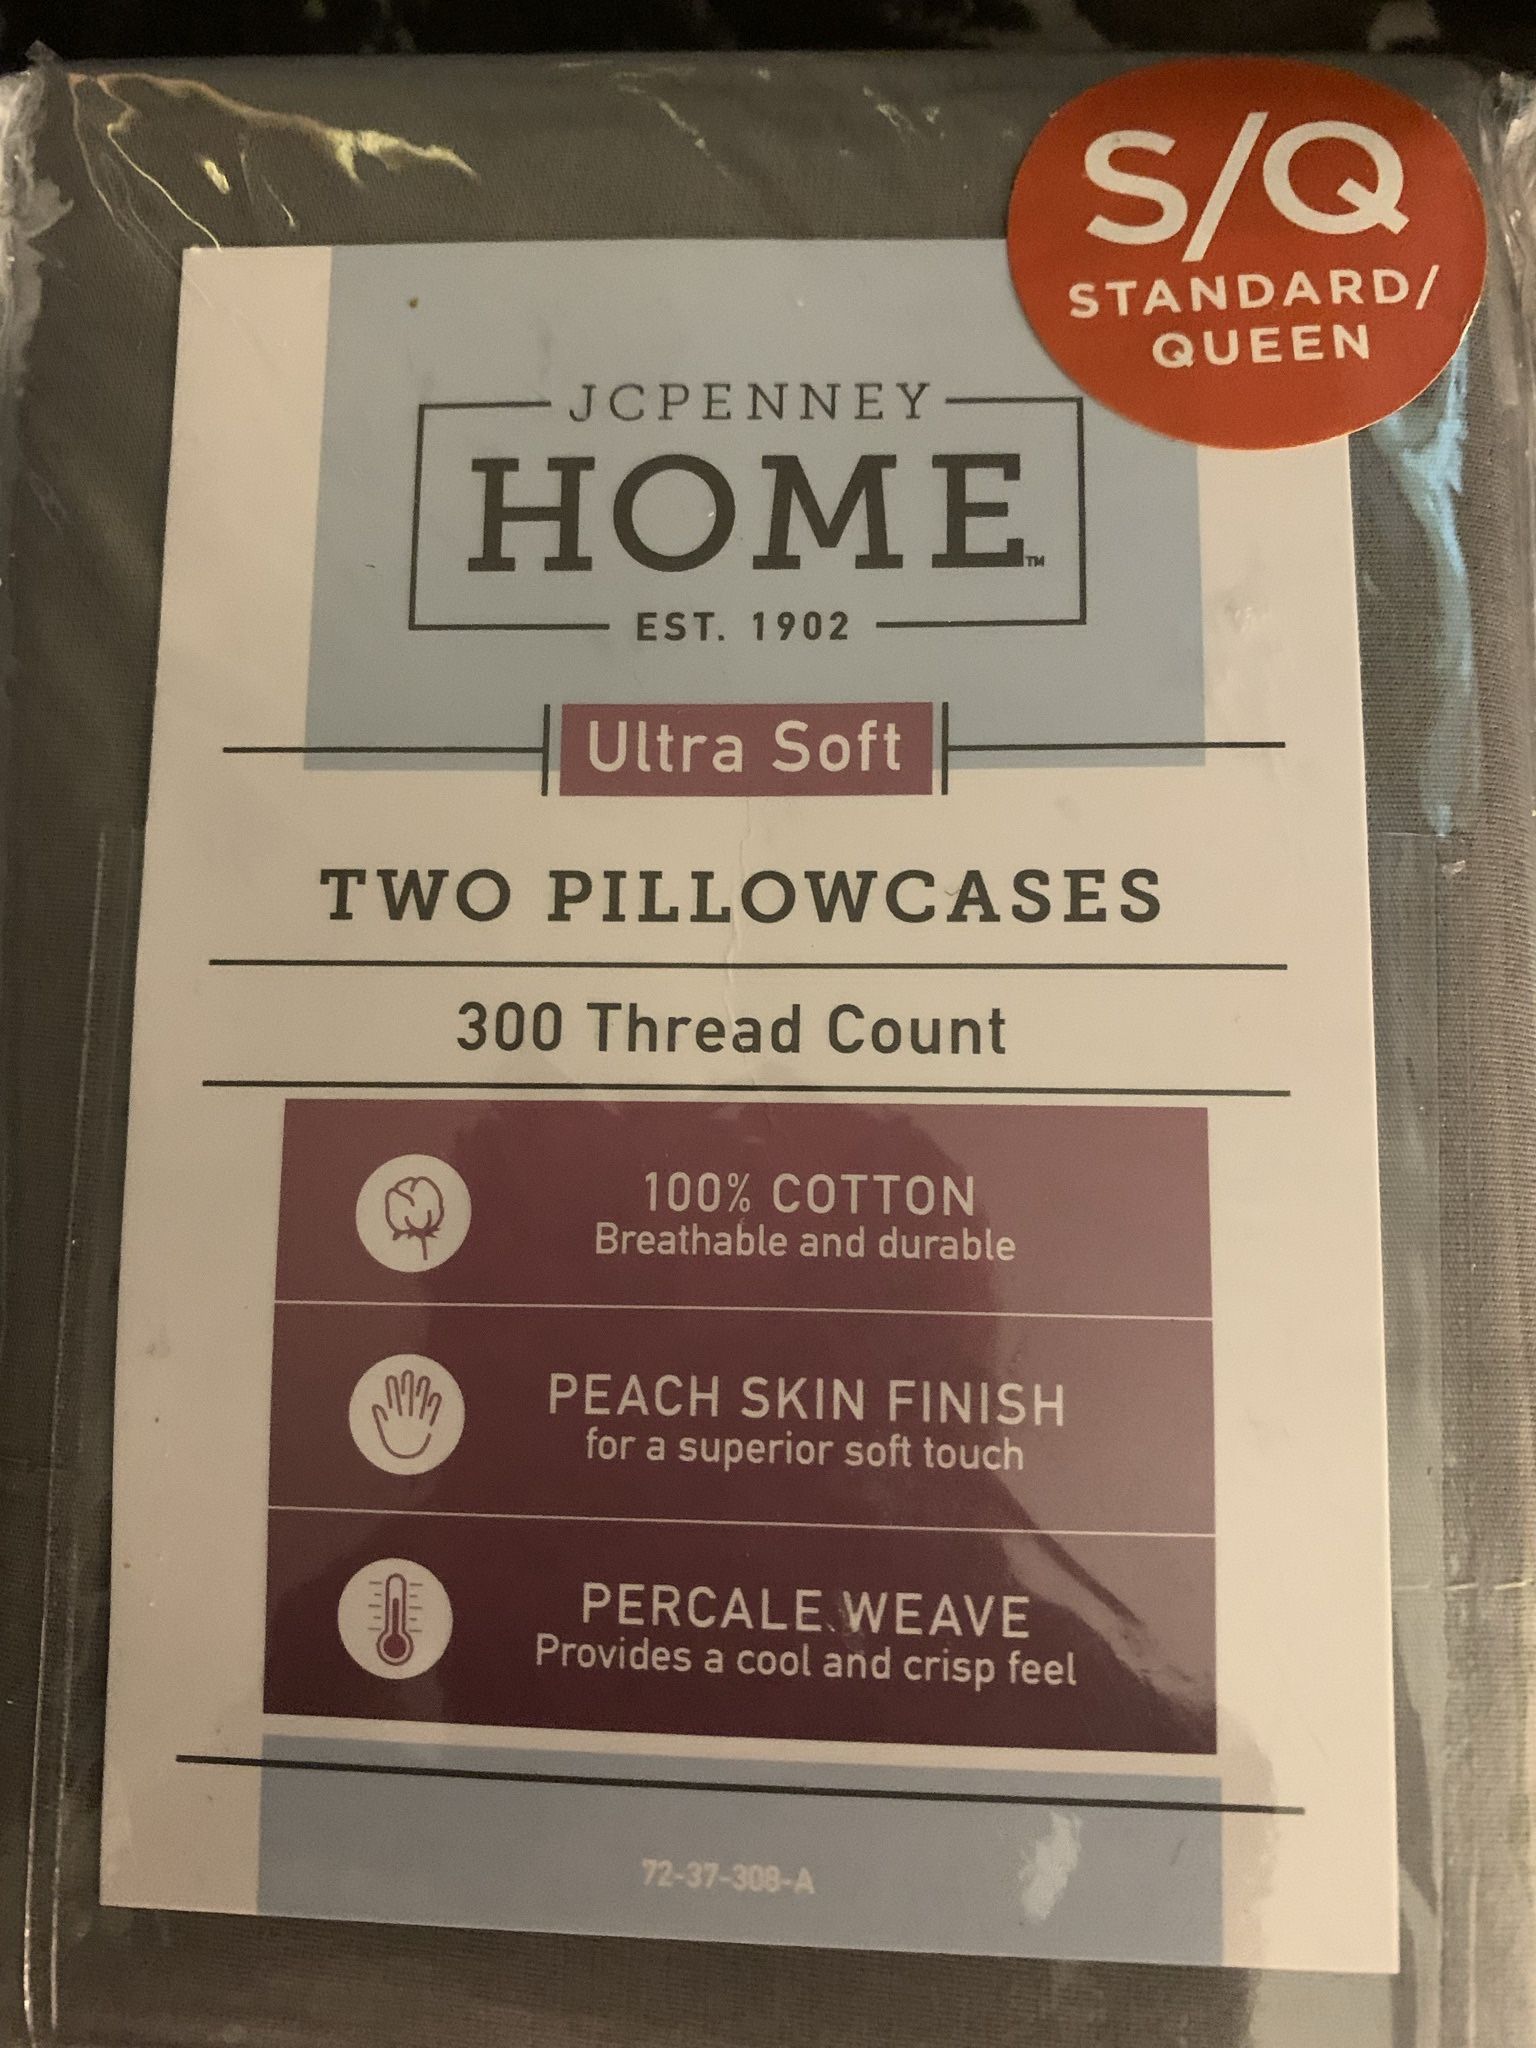 S/Q
STANDARD/
QUEEN
JCPENNEY
HOME™
EST. 1902
Ultra Soft
TWO PILLOWCASES
300 Thread Count
100% COTTON
Breathable and durable
PEACH SKIN FINISH
for a superior soft touch
PERCALE WEAVE
Provides a cool and crisp feel
72-37-308-A